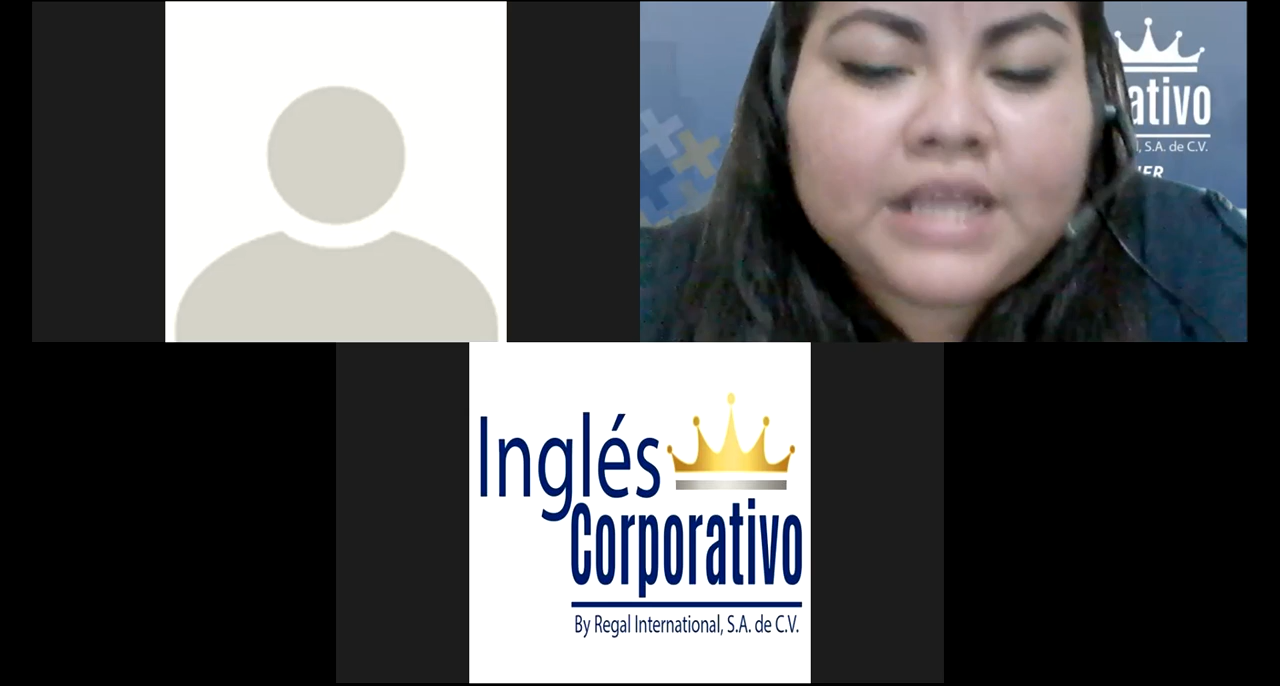 ativo
, S.A. de C.V.
Inglés
Corporativo
By Regal International, S.A. de C.V.